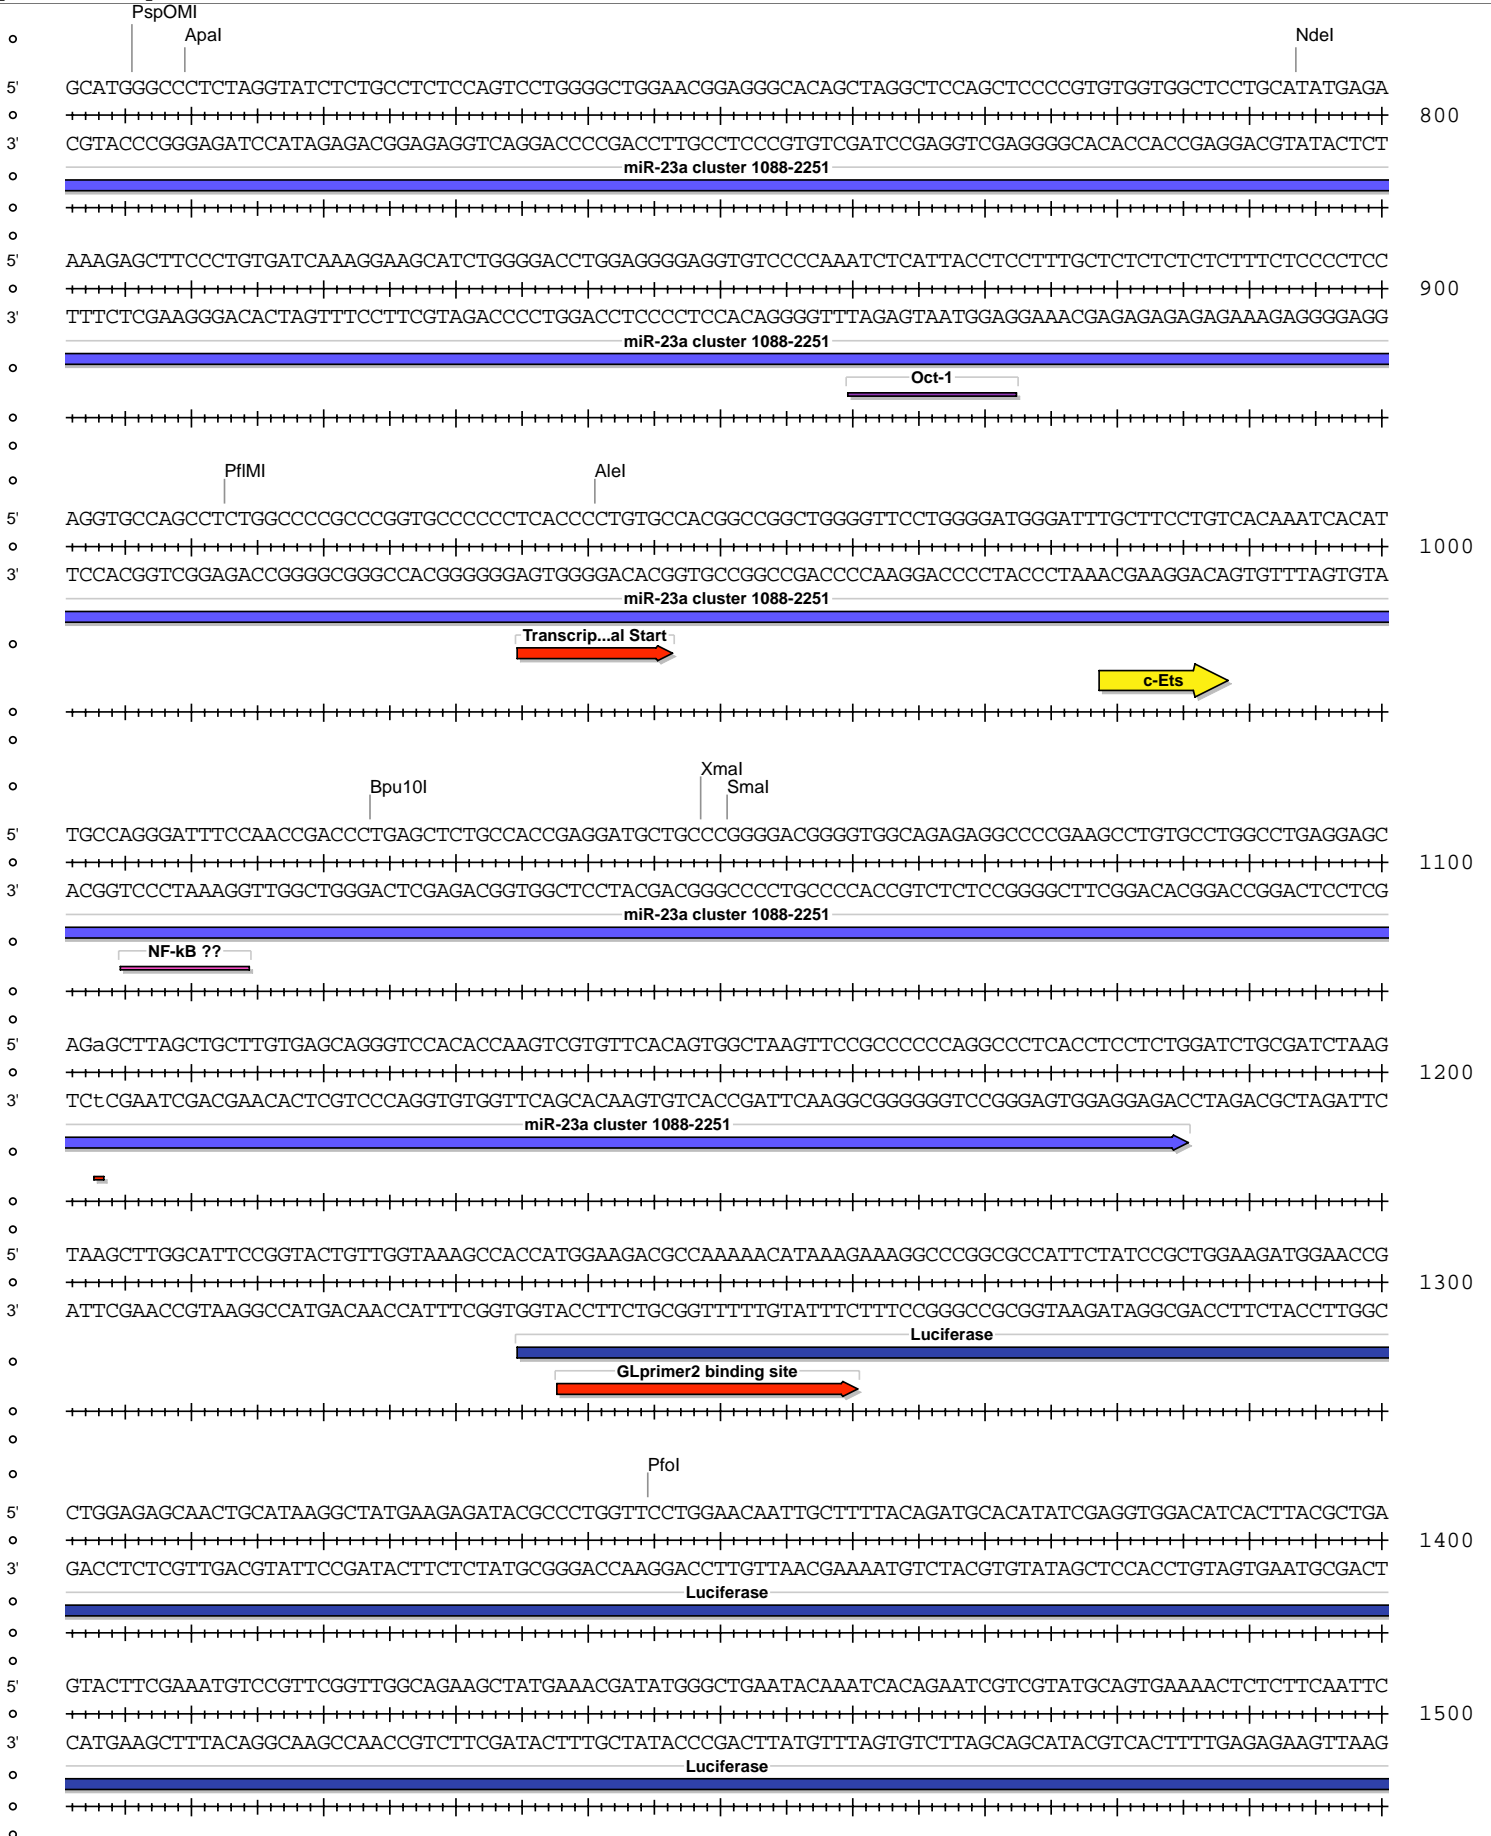 PspOMI
ApaI
NdeI
5' GCATGGGCCCTCTAGGTATCTCTGCCTCTCCAGTCCTGGGGCTGGAACGGAGGGCACAGCTAGGCTCCAGCTCCCCGTGTGGTGGCTCCTGCATATGAGA
800
3' CGTACCCGGGAGATCCATAGAGACGGAGAGGTCAGGACCCCGACCTTGCCTCCCGTGTCGATCCGAGGTCGAGGGGCACACCACCGAGGACGTATACTCT
miR-23a cluster 1088-2251
5' AAAGAGCTTCCCTGTGATCAAAGGAAGCATCTGGGGACCTGGAGGGGAGGTGTCCCCAAATCTCATTACCTCCTTTGCTCTCTCTCTCTTTCTCCCCTCC
900
3' TTTCTCGAAGGGACACTAGTTTCCTTCGTAGACCCCTGGACCTCCCCTCCACAGGGGTTTAGAGTAATGGAGGAAACGAGAGAGAGAGAAAGAGGGGAGG
miR-23a cluster 1088-2251
Oct-1
PflMI AleI
5' AGGTGCCAGCCTCTGGCCCCGCCCGGTGCCCCCCTCACCCCTGTGCCACGGCCGGCTGGGGTTCCTGGGGATGGGATTTGCTTCCTGTCACAAATCACAT
1000
3' TCCACGGTCGGAGACCGGGGCGGGCCACGGGGGGAGTGGGGACACGGTGCCGGCCGACCCCAAGGACCCCTACCCTAAACGAAGGACAGTGTTTAGTGTA
miR-23a cluster 1088-2251
Transcrip...al Start
c-Ets
XmaI
Bpu10I SmaI
5' TGCCAGGGATTTCCAACCGACCCTGAGCTCTGCCACCGAGGATGCTGCCCGGGGACGGGGTGGCAGAGAGGCCCCGAAGCCTGTGCCTGGCCTGAGGAGC
1100
3' ACGGTCCCTAAAGGTTGGCTGGGACTCGAGACGGTGGCTCCTACGACGGGCCCCTGCCCCACCGTCTCTCCGGGGCTTCGGACACGGACCGGACTCCTCG
miR-23a cluster 1088-2251
NF-kB ??
5' AGaGCTTAGCTGCTTGTGAGCAGGGTCCACACCAAGTCGTGTTCACAGTGGCTAAGTTCCGCCCCCCAGGCCCTCACCTCCTCTGGATCTGCGATCTAAG
1200
3' TCtCGAATCGACGAACACTCGTCCCAGGTGTGGTTCAGCACAAGTGTCACCGATTCAAGGCGGGGGGTCCGGGAGTGGAGGAGACCTAGACGCTAGATTC
miR-23a cluster 1088-2251
5' TAAGCTTGGCATTCCGGTACTGTTGGTAAAGCCACCATGGAAGACGCCAAAAACATAAAGAAAGGCCCGGCGCCATTCTATCCGCTGGAAGATGGAACCG
1300
3' ATTCGAACCGTAAGGCCATGACAACCATTTCGGTGGTACCTTCTGCGGTTTTTGTATTTCTTTCCGGGCCGCGGTAAGATAGGCGACCTTCTACCTTGGC
Luciferase
GLprimer2 binding site
PfoI
5' CTGGAGAGCAACTGCATAAGGCTATGAAGAGATACGCCCTGGTTCCTGGAACAATTGCTTTTACAGATGCACATATCGAGGTGGACATCACTTACGCTGA
1400
3' GACCTCTCGTTGACGTATTCCGATACTTCTCTATGCGGGACCAAGGACCTTGTTAACGAAAATGTCTACGTGTATAGCTCCACCTGTAGTGAATGCGACT
Luciferase
5' GTACTTCGAAATGTCCGTTCGGTTGGCAGAAGCTATGAAACGATATGGGCTGAATACAAATCACAGAATCGTCGTATGCAGTGAAAACTCTCTTCAATTC
1500
3' CATGAAGCTTTACAGGCAAGCCAACCGTCTTCGATACTTTGCTATACCCGACTTATGTTTAGTGTCTTAGCAGCATACGTCACTTTTGAGAGAAGTTAAG
Luciferase